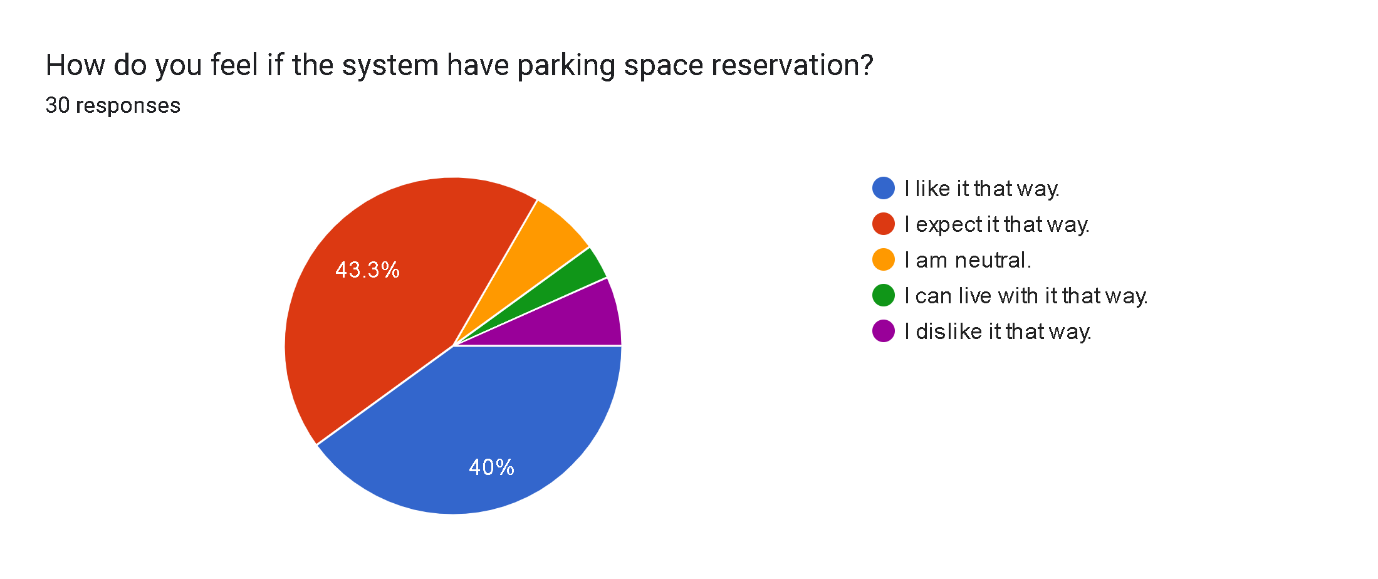 How do you feel if the system have parking space reservation?
30 responses
43.3%
40%
I like it that way.
I expect it that way.
I am neutral.
I can live with it that way.
I dislike it that way.